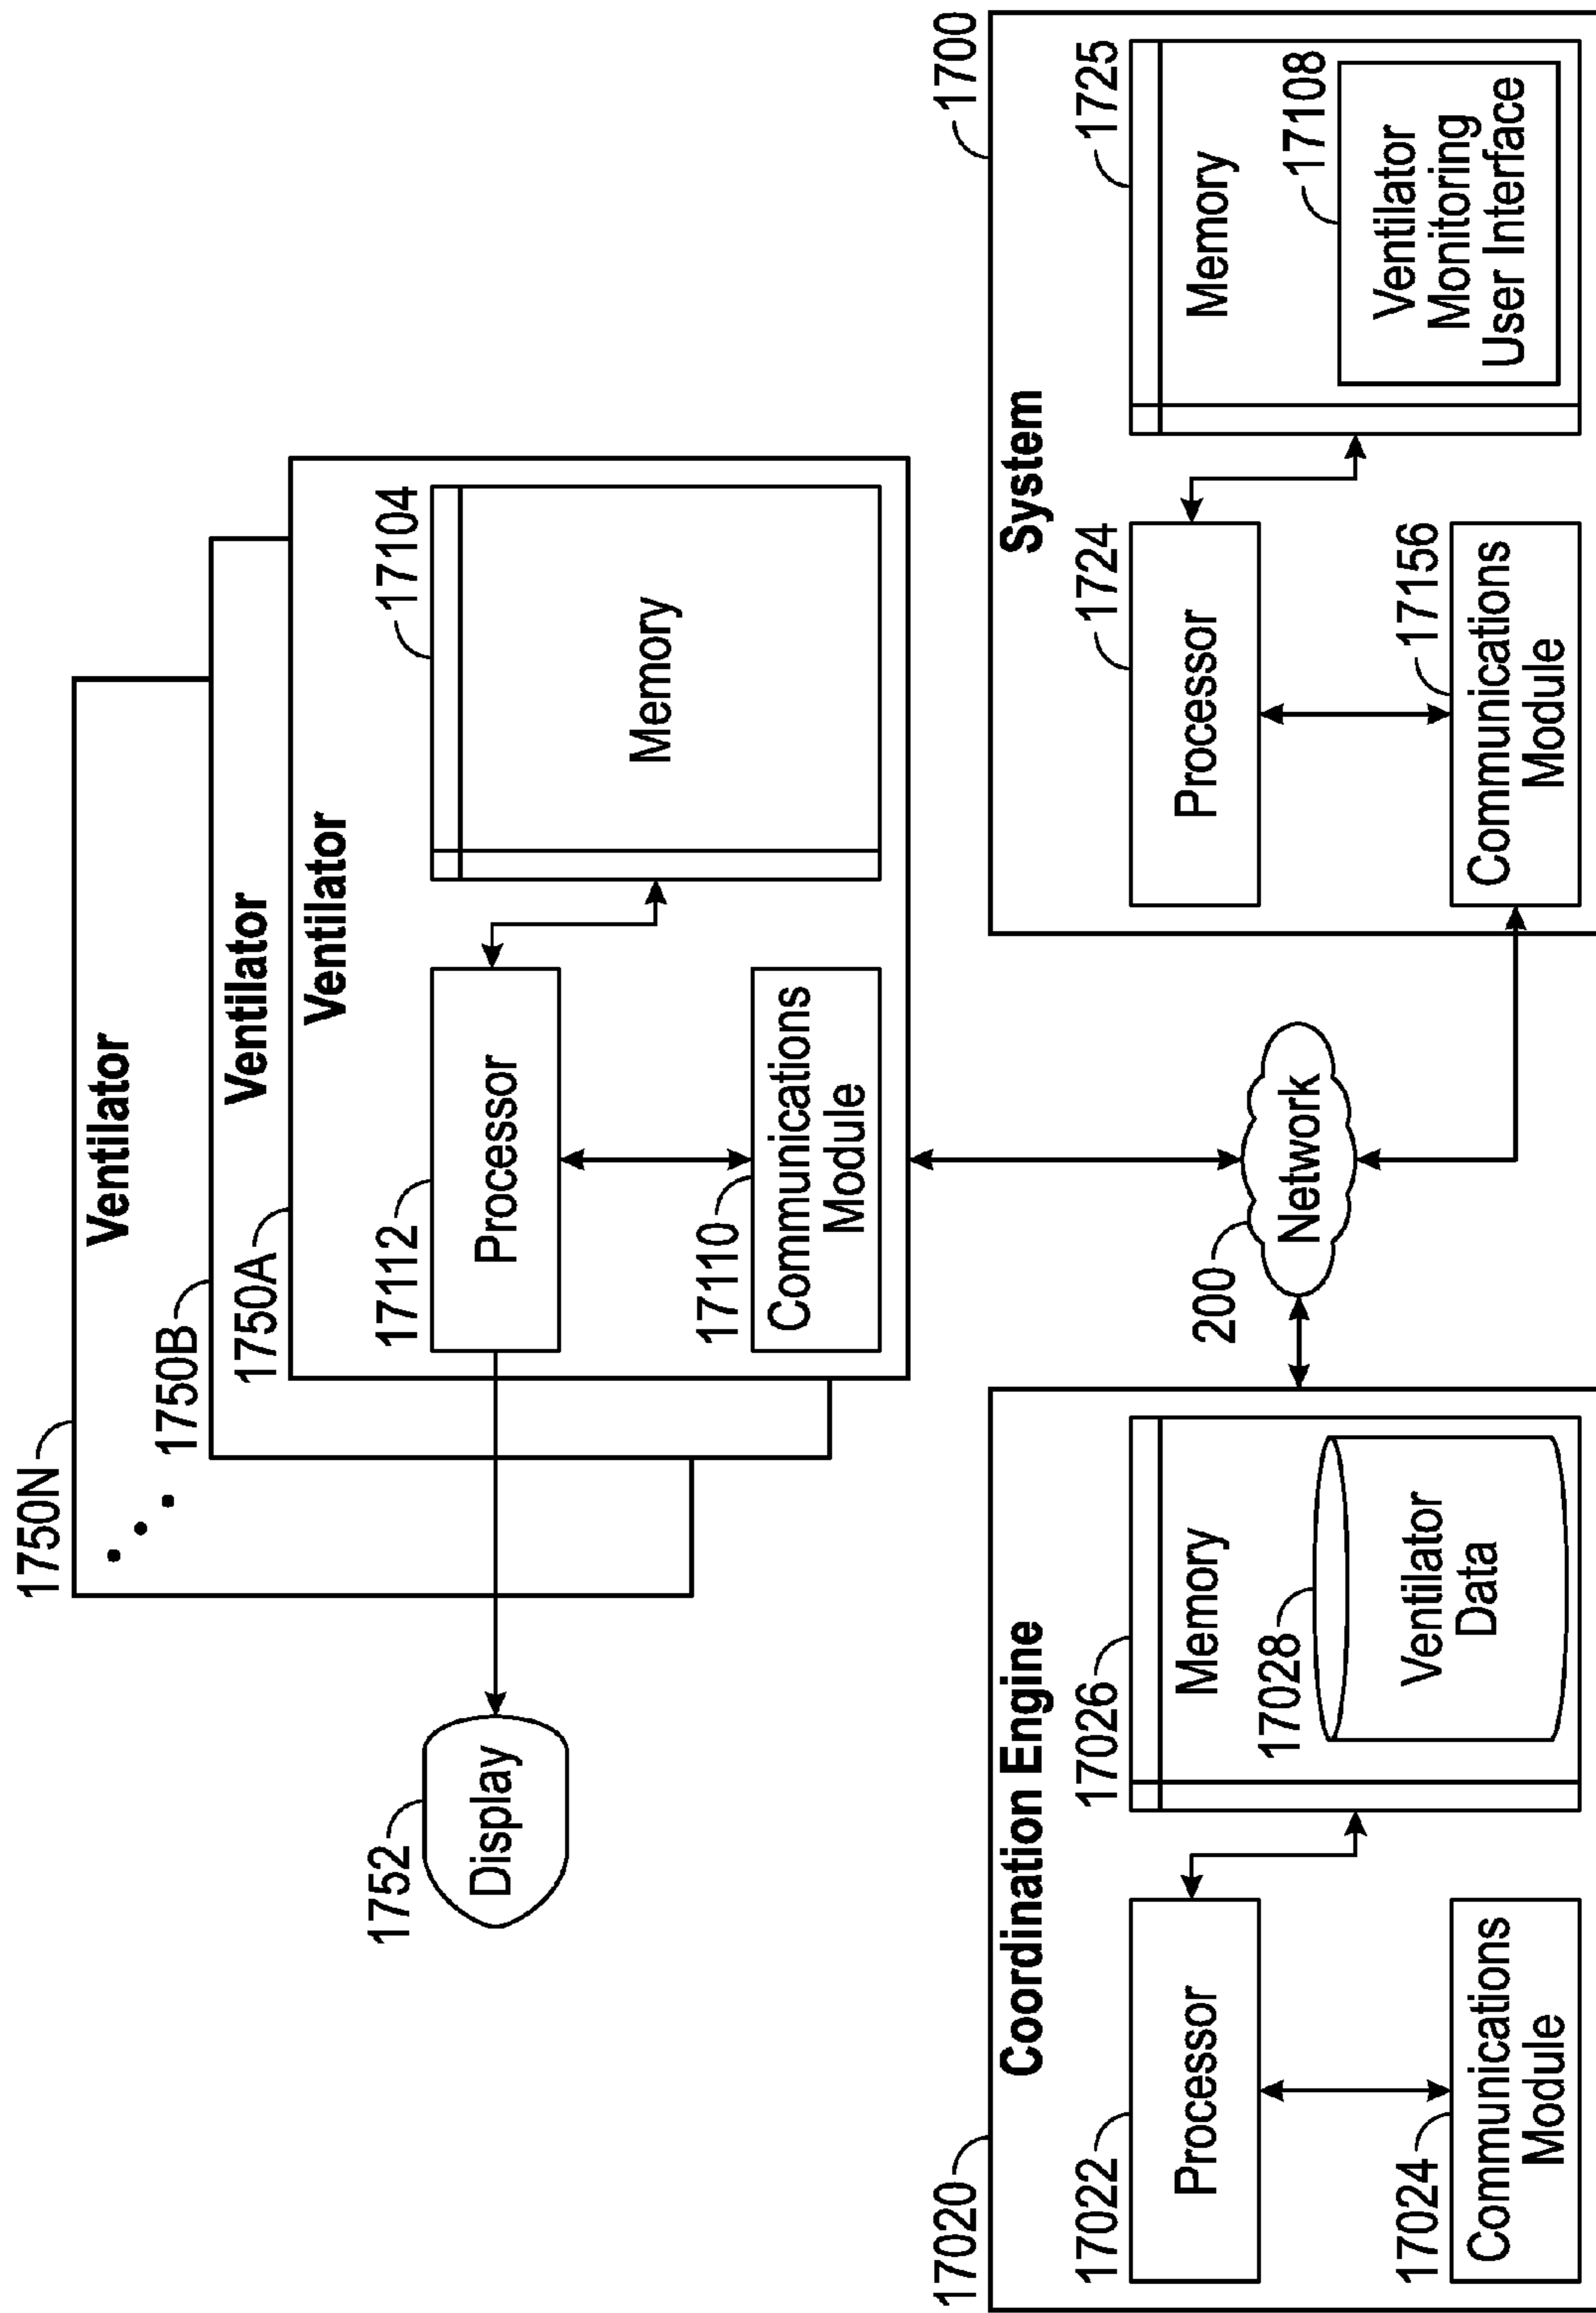 1750N
Ventilator
1750B
Ventilator
1750A
Ventilator
1752
Display
17112
Processor
17104
Memory
17110
Communications
Module
200
Network
17020
Coordination Engine
17022
Processor
17026
Memory
17028
Ventilator
Data
17024
Communications
Module
1700
System
1724
Processor
1725
Memory
17108
Ventilator
Monitoring
User Interface
17156
Communications
Module